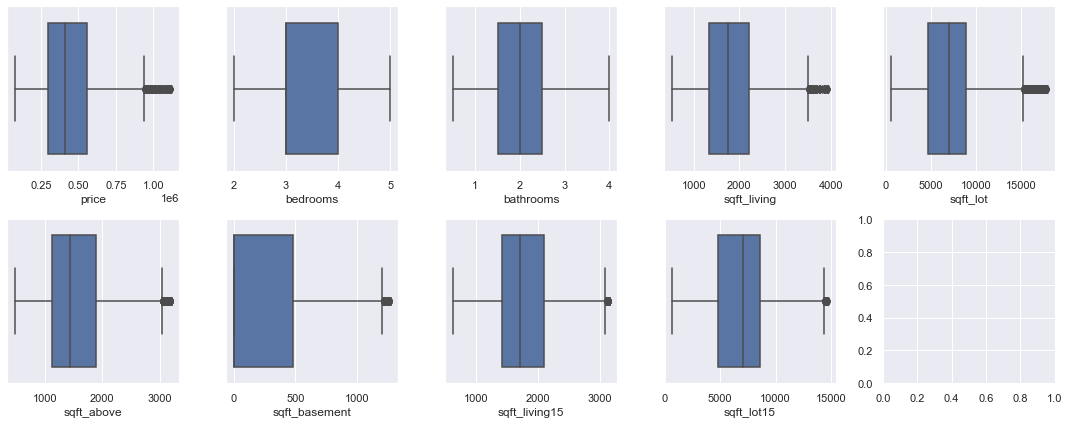 0.25 0.50 0.75 1.00
price 1e6
2 3 4 5
bedrooms
1 2 3 4
bathrooms
1000 2000 3000 4000
sqft_living
0 5000 10000 15000
sqft_lot
1000 2000 3000
sqft_above
0 500 1000
sqft_basement
1000 2000 3000
sqft_living15
0 5000 10000 15000
sqft_lot15
1.0
0.8
0.6
0.4
0.2
0.0
0.0 0.2 0.4 0.6 0.8 1.0